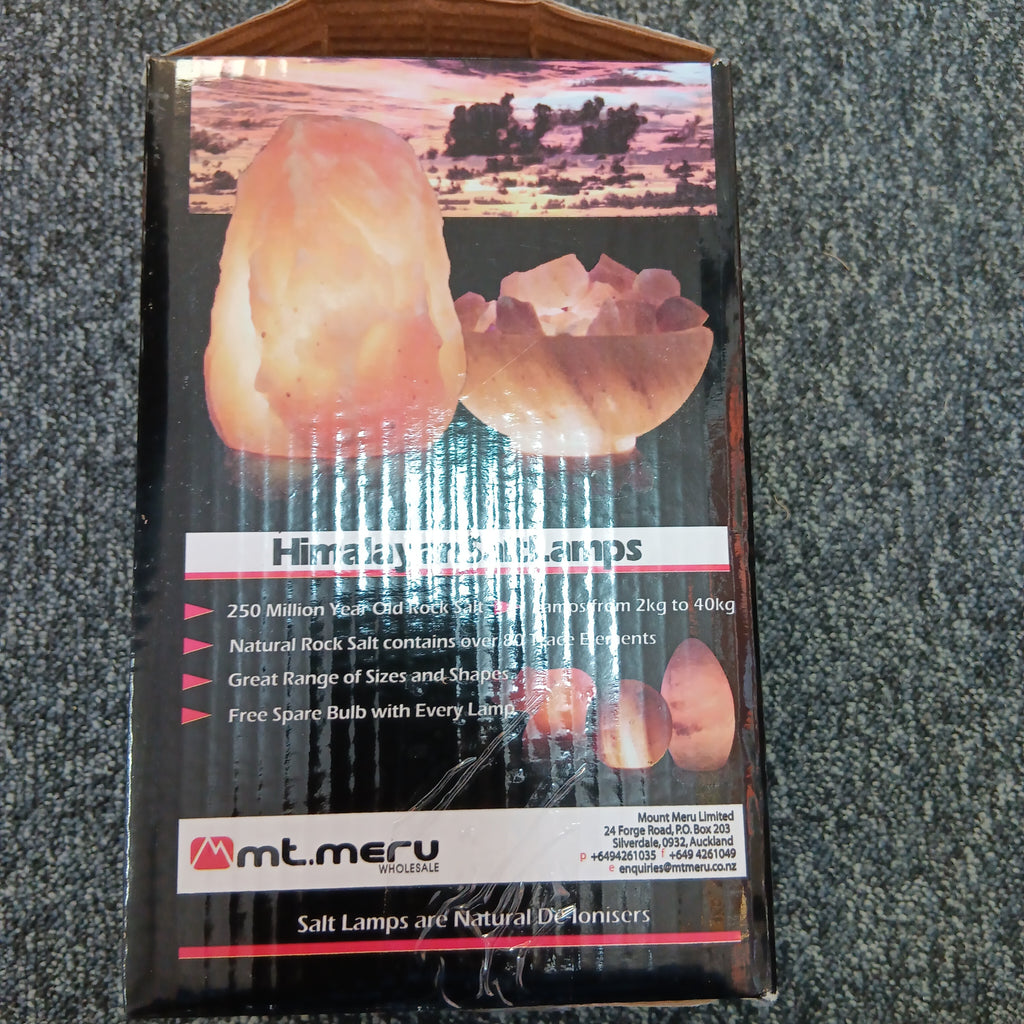 Himalayan Salt Lamps
250 Million Year Old Rock Salt Lamps from 2kg to 40kg
Natural Rock Salt contains over 80 Trace Elements
Great Range of Sizes and Shapes
Free Spare Bulb with Every Lamp
Mount Meru Limited
24 Forge Road, P.O. Box 203
Silverdale, 0932, Auckland
p +6494261035 f +649 4261049
e enquiries@mtmeru.co.nz
mt.meru
WHOLESALE
Salt Lamps are Natural De-Ionisers